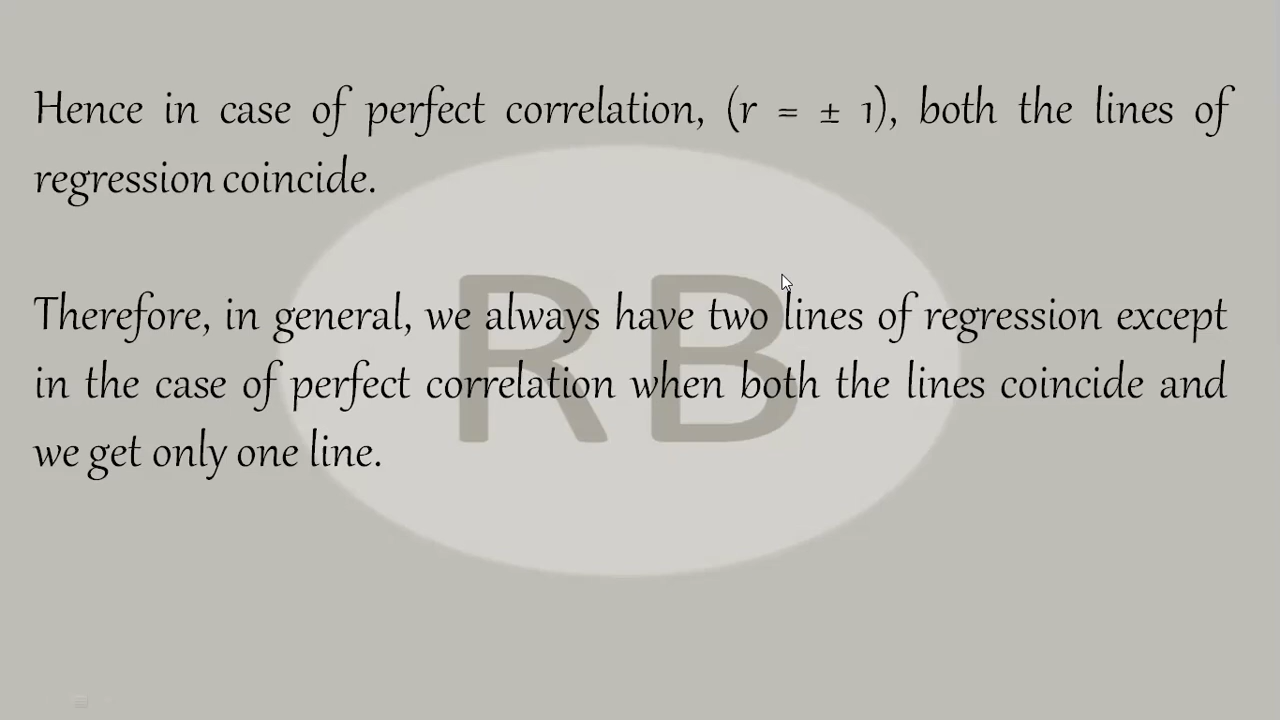 Hence in case of perfect correlation, (r = ± 1), both the lines of
regression coincide.
Therefore, in general, we always have two lines of regression except
in the case of perfect correlation when both the lines coincide and
we get only one line.
RB